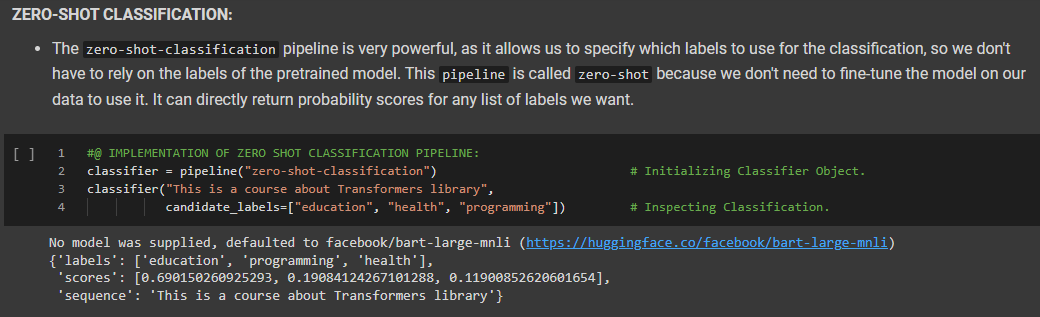 ZERO-SHOT CLASSIFICATION:
• The zero-shot-classification pipeline is very powerful, as it allows us to specify which labels to use for the classification, so we don't
have to rely on the labels of the pretrained model. This pipeline is called zero-shot because we don't need to fine-tune the model on our
data to use it. It can directly return probability scores for any list of labels we want.
[ ] 1 #@ IMPLEMENTATION OF ZERO SHOT CLASSIFICATION PIPELINE:
2 classifier = pipeline("zero-shot-classification") # Initializing Classifier Object.
3 classifier("This is a course about Transformers library",
4 candidate_labels=["education", "health", "programming"]) # Inspecting Classification.
No model was supplied, defaulted to facebook/bart-large-mnli (https://huggingface.co/facebook/bart-large-mnli)
{'labels': ['education', 'programming', 'health'],
'scores': [0.690150260925293, 0.19084124267101288, 0.11900852620601654],
'sequence': 'This is a course about Transformers library'}